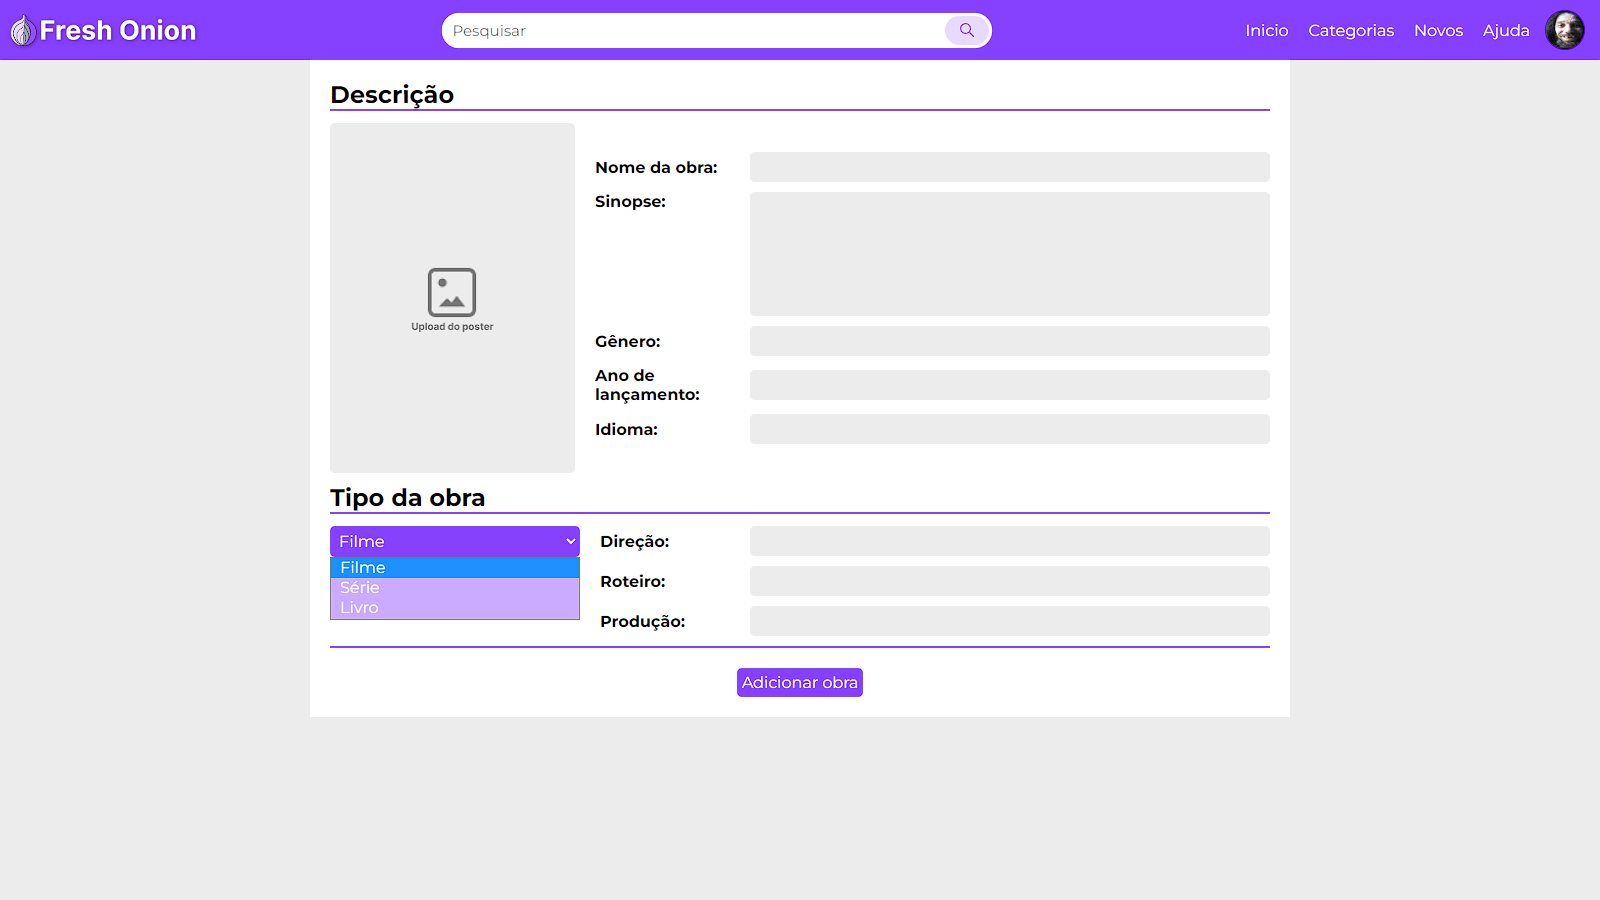 Fresh Onion
Pesquisar
Inicio
Categorias
Novos
Ajuda
Descrição
Upload do poster
Nome da obra:
Sinopse:
Gênero:
Ano de
lançamento:
Idioma:
Tipo da obra
Filme
Filme
Série
Livro
Direção:
Roteiro:
Produção:
Adicionar obra